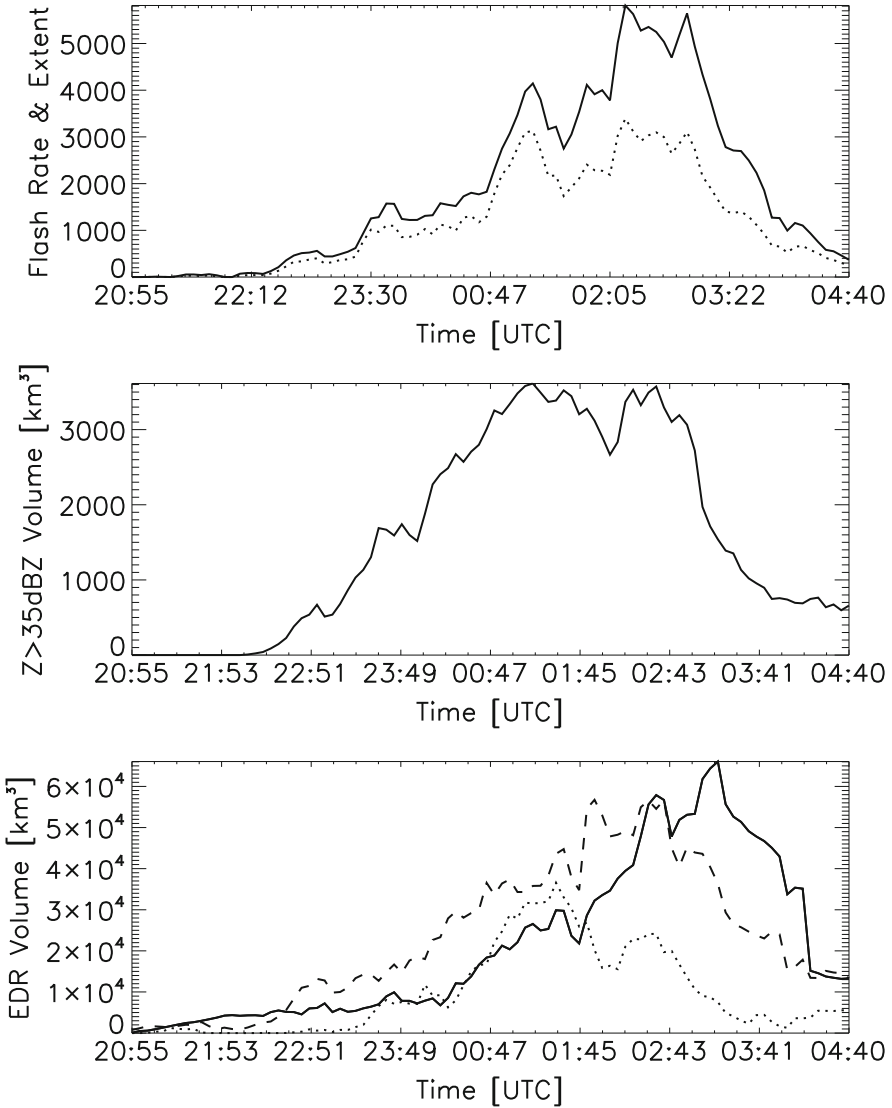 Flash Rate & Extent
5000
4000
3000
2000
1000
0
20:55 22:12 23:30 00:47 02:05 03:22 04:40
Time [UTC]
Z>35dBZ Volume [km³]
3000
2000
1000
0
20:55 21:53 22:51 23:49 00:47 01:45 02:43 03:41 04:40
Time [UTC]
EDR Volume [km³]
6×10⁴
5×10⁴
4×10⁴
3×10⁴
2×10⁴
1×10⁴
0
20:55 21:53 22:51 23:49 00:47 01:45 02:43 03:41 04:40
Time [UTC]